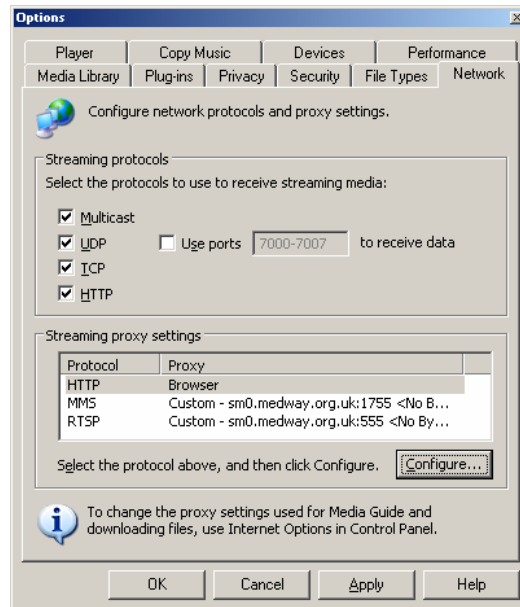 Options
Player Copy Music Devices Performance
Media Library Plug-ins Privacy Security File Types Network
Configure network protocols and proxy settings.
Streaming protocols
Select the protocols to use to receive streaming media:
Multicast
UDP Use ports 7000-7007 to receive data
TCP
HTTP
Streaming proxy settings
Protocol Proxy
HTTP Browser
MMS Custom - sm0.medway.org.uk:1755 <No B...
RTSP Custom - sm0.medway.org.uk:555 <No By...
Select the protocol above, and then click Configure. Configure...
To change the proxy settings used for Media Guide and
downloading files, use Internet Options in Control Panel.
OK Cancel Apply Help